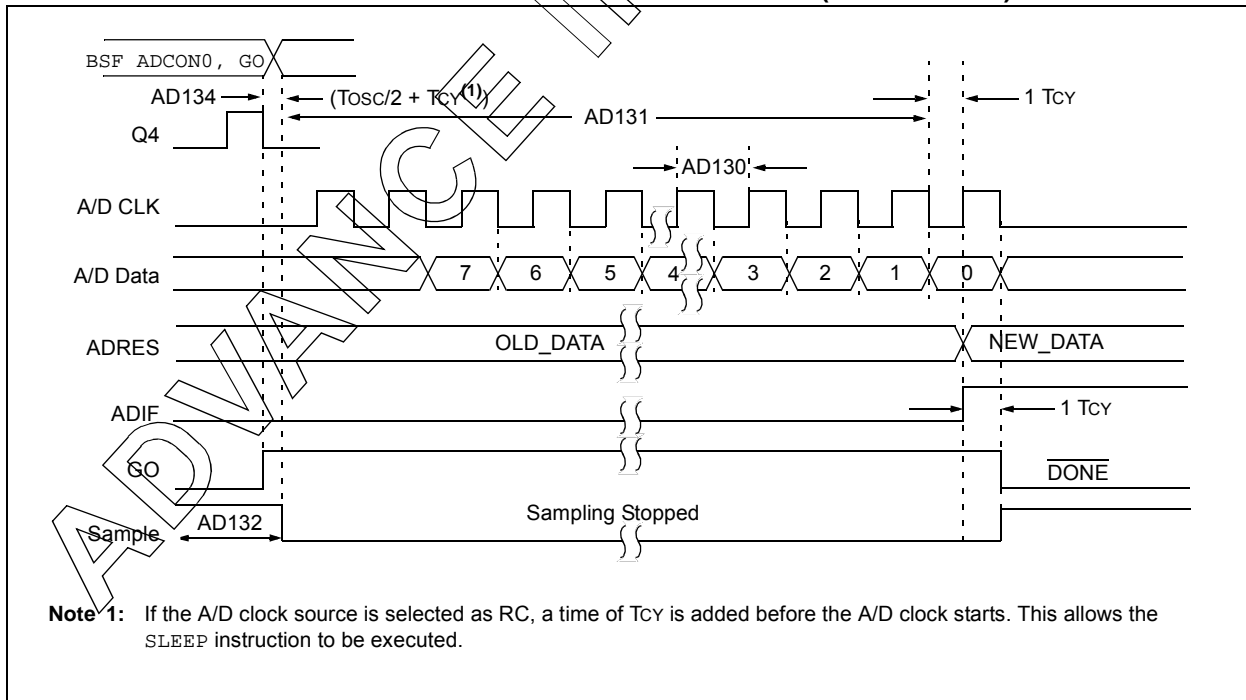 BSF ADCON0, GO
AD134
(TOSC/2 + TCY(1))
AD131
1 TCY
Q4
AD130
A/D CLK
A/D Data
7 6 5 4 3 2 1 0
ADRES
OLD_DATA
NEW_DATA
ADIF
1 TCY
GO
DONE
Sample
AD132
Sampling Stopped
Note 1: If the A/D clock source is selected as RC, a time of TCY is added before the A/D clock starts. This allows the
SLEEP instruction to be executed.